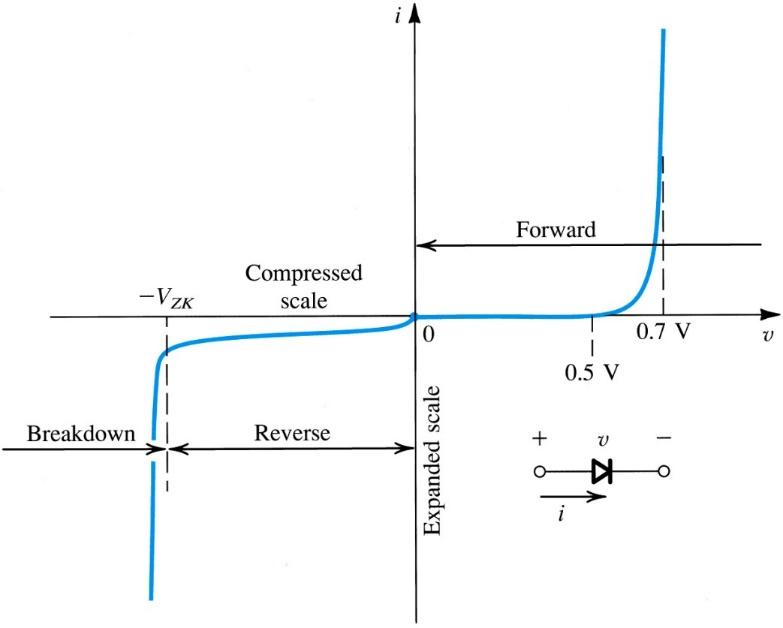 i
Forward
Compressed
scale
−V_ZK
0
0.7 V
v
0.5 V
Breakdown
Reverse
Expanded scale
+ v −
i